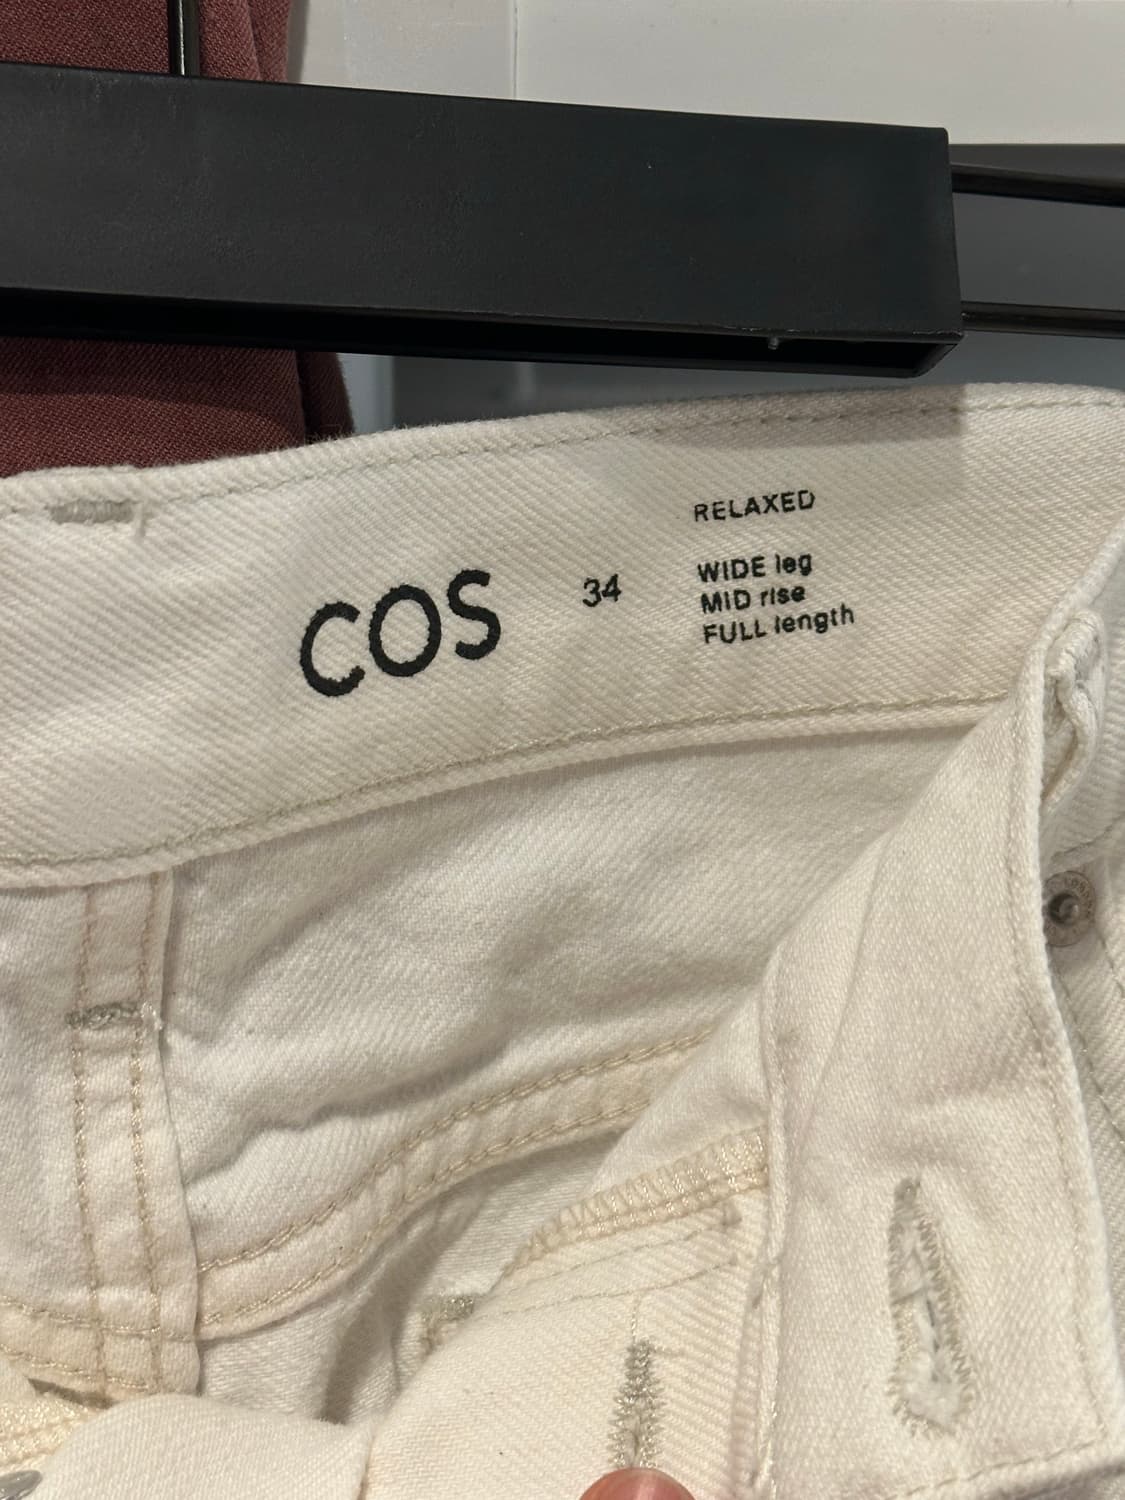 COS
34
RELAXED
WIDE leg
MID rise
FULL length